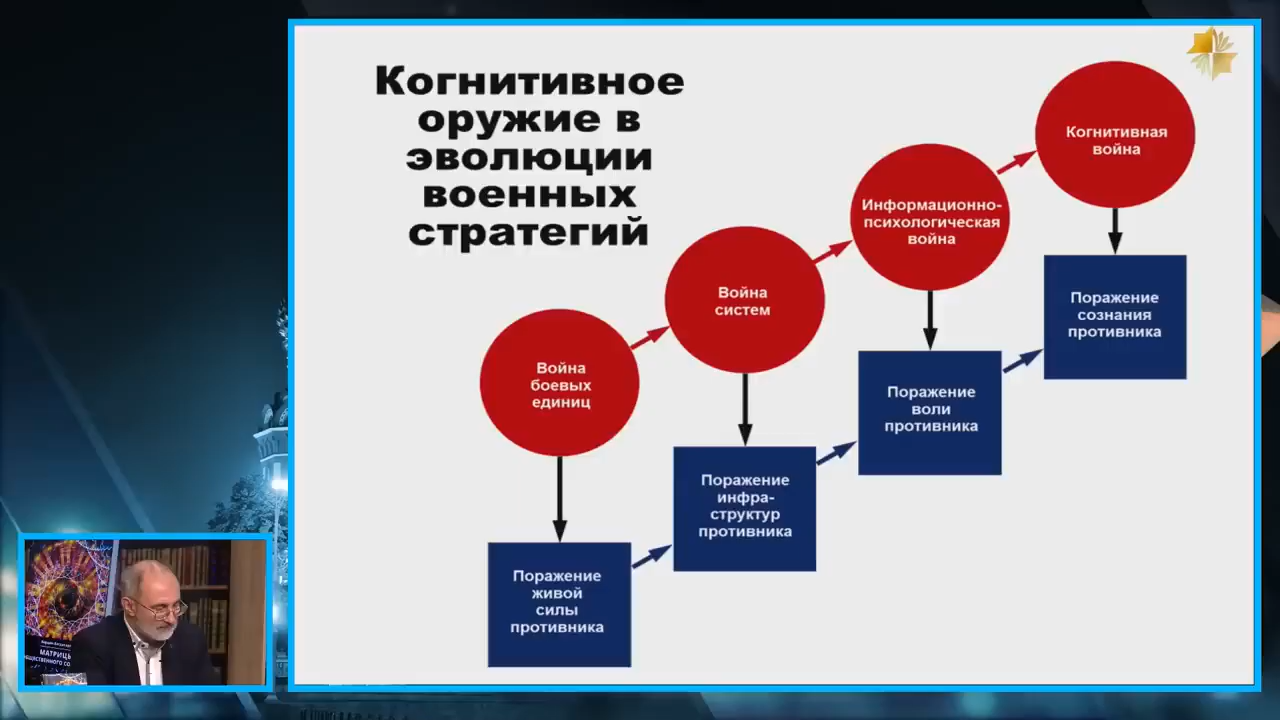 Когнитивное
оружие в
эволюции
военных
стратегий
Война
боевых
единиц
Война
систем
Информационно-
психологическая
война
Когнитивная
война
Поражение
живой
силы
противника
Поражение
инфра-
структур
противника
Поражение
воли
противника
Поражение
сознания
противника